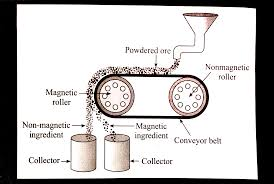 Powdered ore
Nonmagnetic
roller
Magnetic
roller
Non-magnetic
ingredient
Magnetic
ingredient
Conveyor belt
Collector
Collector